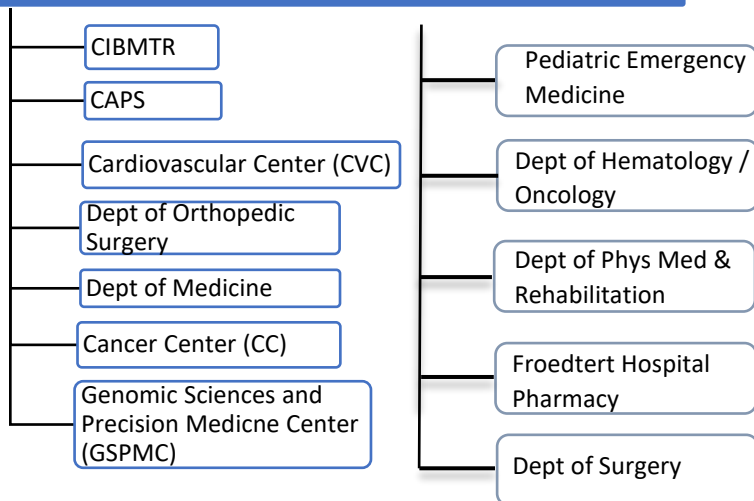 CIBMTR
CAPS
Cardiovascular Center (CVC)
Dept of Orthopedic
Surgery
Dept of Medicine
Cancer Center (CC)
Genomic Sciences and
Precision Medicne Center
(GSPMC)
Pediatric Emergency
Medicine
Dept of Hematology /
Oncology
Dept of Phys Med &
Rehabilitation
Froedtert Hospital
Pharmacy
Dept of Surgery